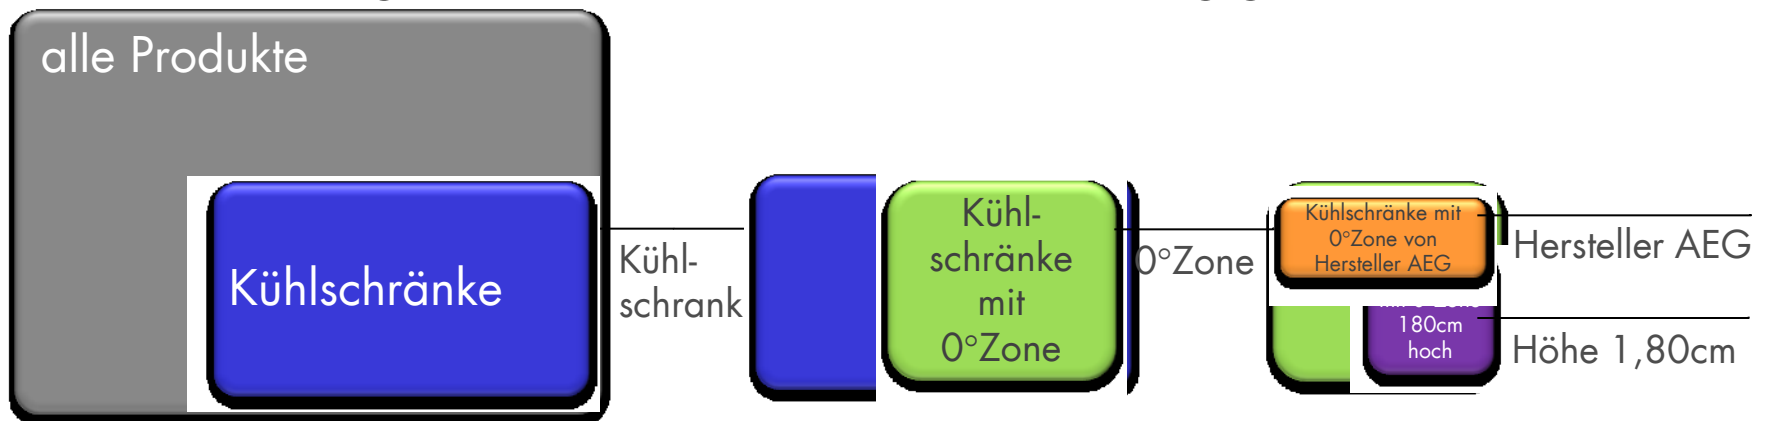 alle Produkte
Kühlschränke
Kühl-
schrank
Kühl-
schränke
mit
0°Zone
0°Zone
Kühlschränke mit
0°Zone von
Hersteller AEG
180cm
hoch
Hersteller AEG
Höhe 1,80cm